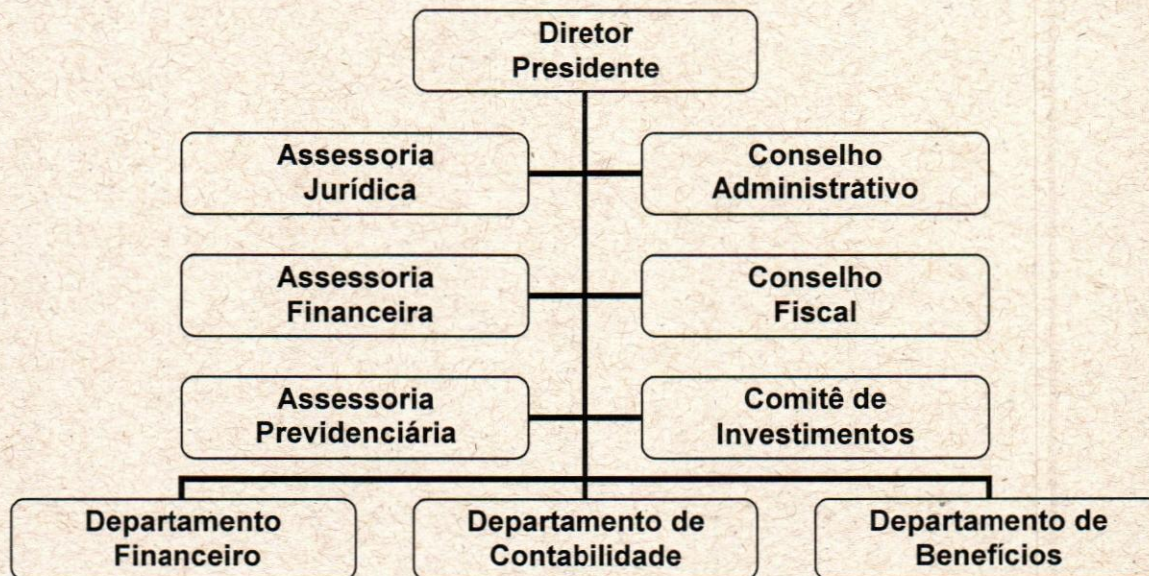 Diretor
Presidente
Assessoria
Jurídica
Conselho
Administrativo
Assessoria
Financeira
Conselho
Fiscal
Assessoria
Previdenciária
Comitê de
Investimentos
Departamento
Financeiro
Departamento de
Contabilidade
Departamento de
Benefícios